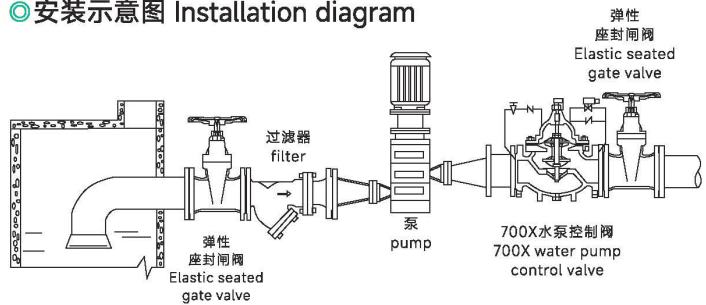 ◎安装示意图 Installation diagram
弹性
座封闸阀
Elastic seated
gate valve
过滤器
filter
弹性
座封闸阀
Elastic seated
gate valve
泵
pump
700X水泵控制阀
700X water pump
control valve